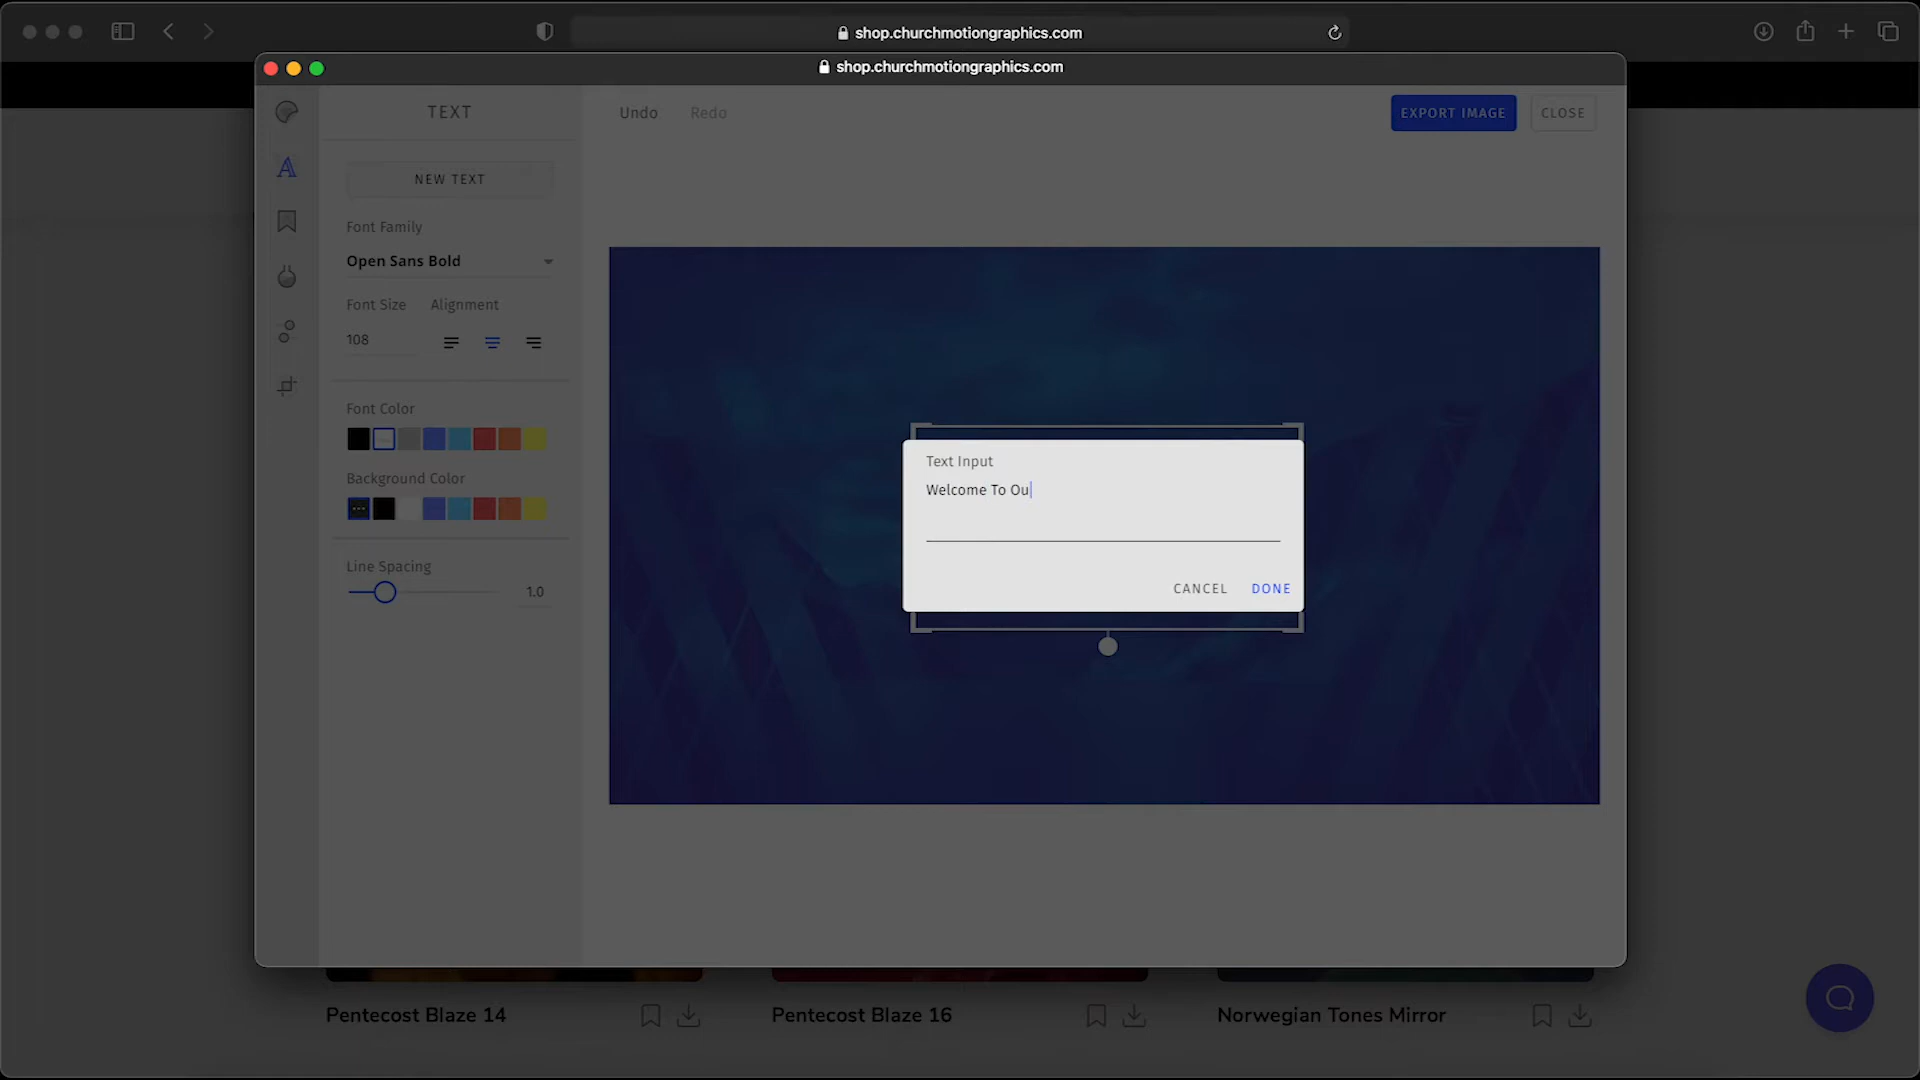 shop.churchmotiongraphics.com
shop.churchmotiongraphics.com
TEXT
Undo
Redo
EXPORT IMAGE
CLOSE
NEW TEXT
Font Family
Open Sans Bold
Font Size
Alignment
108
Font Color
Background Color
Line Spacing
1.0
Text Input
Welcome To Ou
CANCEL
DONE
Pentecost Blaze 14
Pentecost Blaze 16
Norwegian Tones Mirror